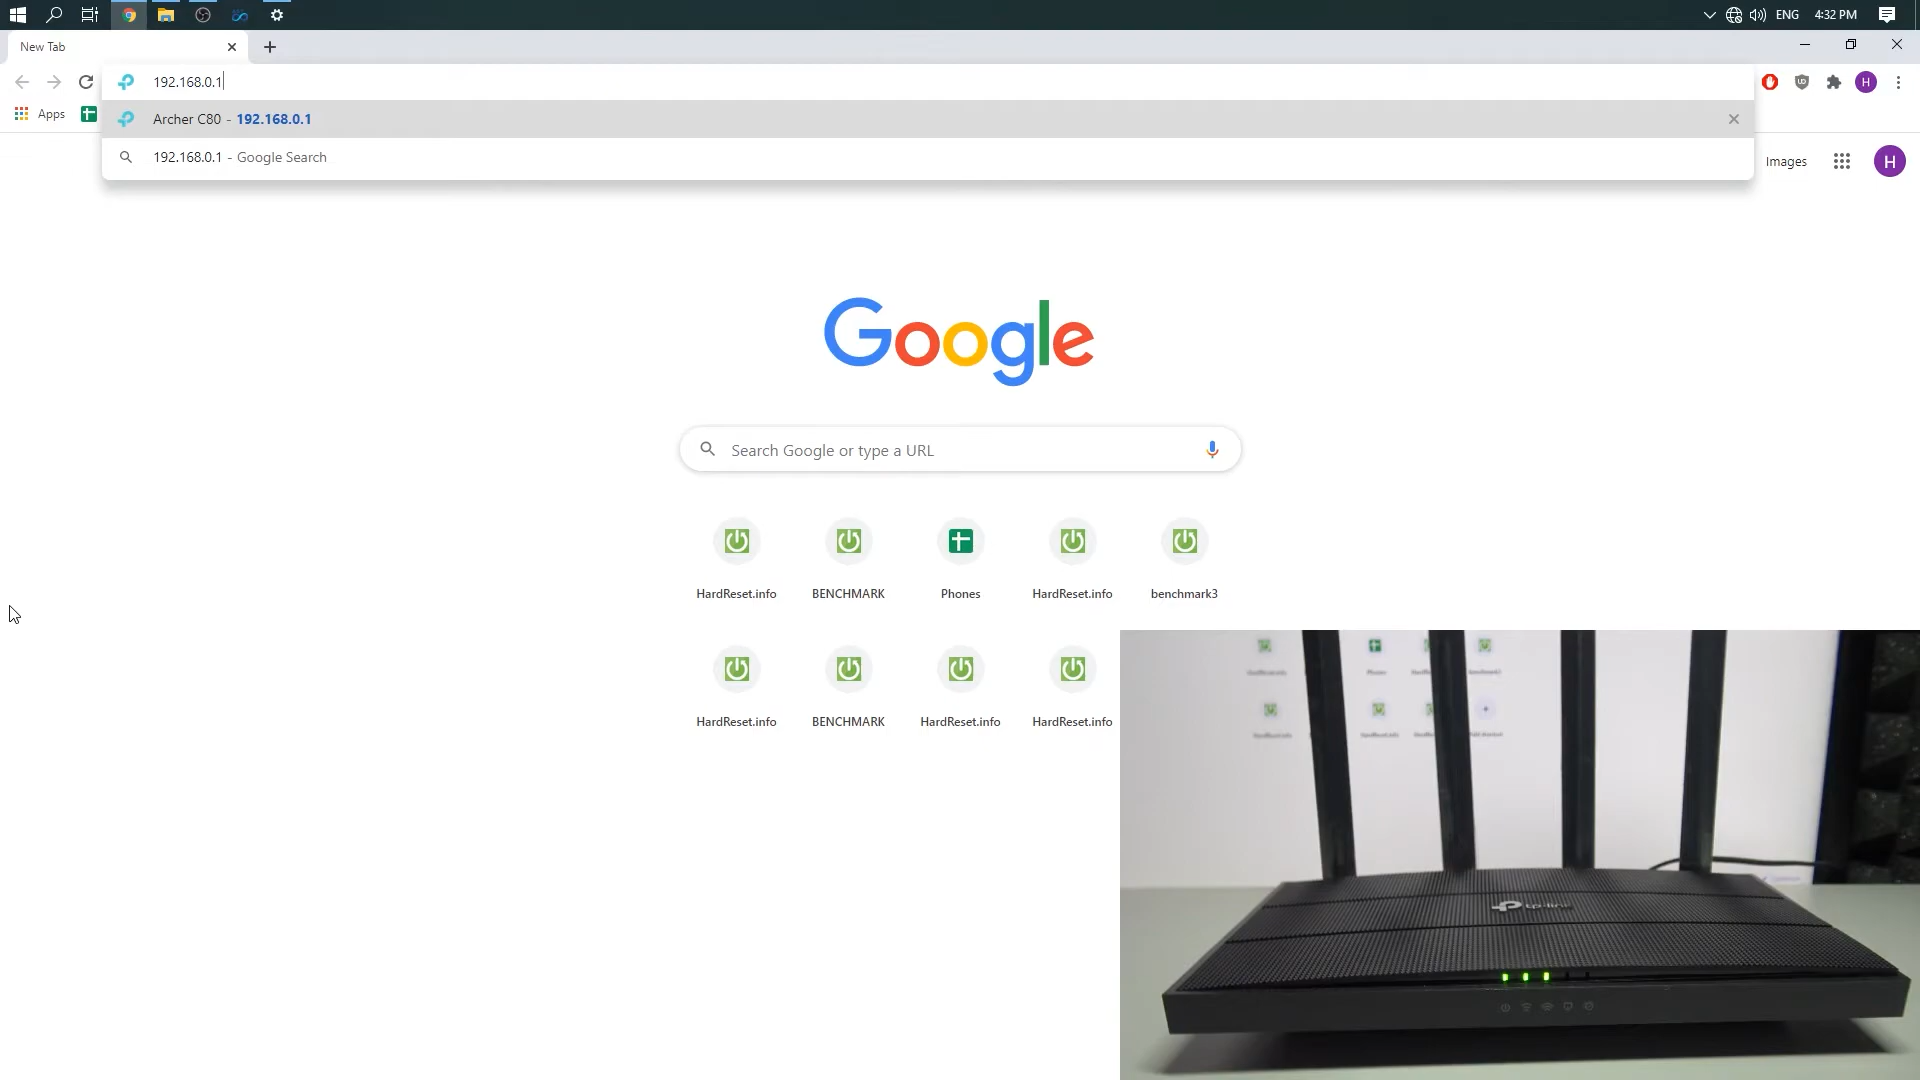 ENG 4:32 PM
New Tab
192.168.0.1
Archer C80 - 192.168.0.1
192.168.0.1 - Google Search
Apps
H
Images
H
Google
Search Google or type a URL
HardReset.info BENCHMARK Phones HardReset.info benchmark3
HardReset.info BENCHMARK HardReset.info HardReset.info
tp-link